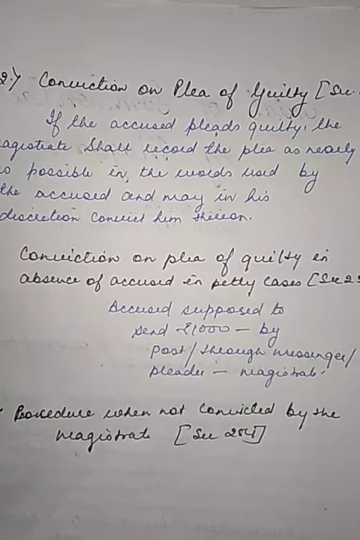 2:) Conviction on Plea of Guilty [Sec.
If the accused pleads guilty, the
magistrate shall record the plea as nearly
as possible in the words used by
the accused and may in his
discretion convict him thereon.
Conviction on plea of guilty in
absence of accused in petty cases [Sec 25
Accused supposed to
send ₹1000 — by
post/through messenger/
pleader — magistrate
Procedure when not convicted by the
magistrate [Sec 254]